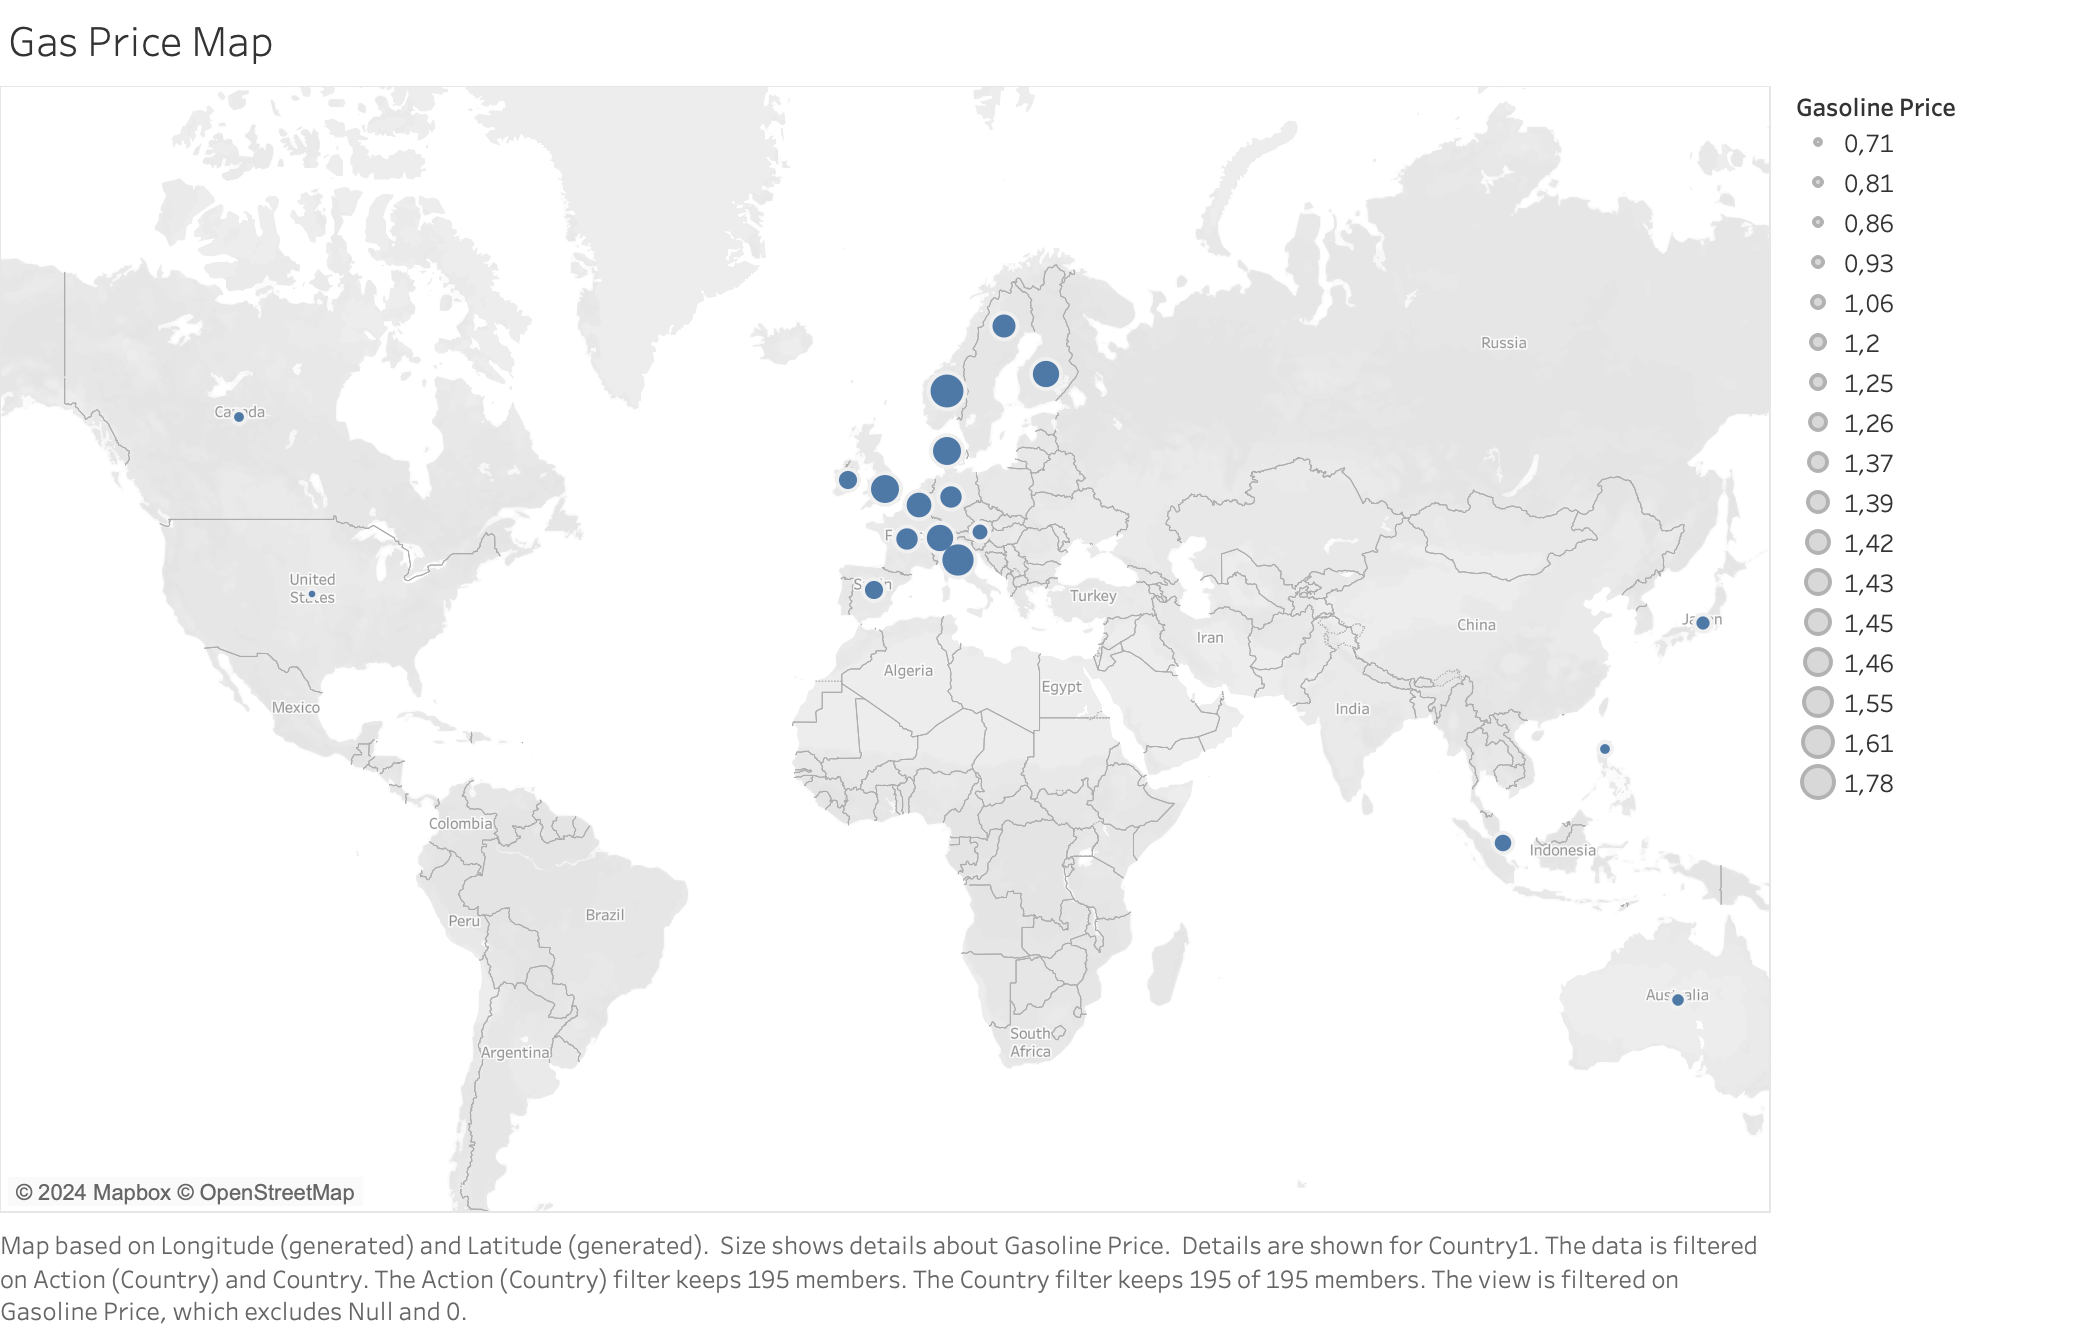 Gas Price Map
Gasoline Price
0,71
0,81
0,86
0,93
1,06
1,2
1,25
1,26
1,37
1,39
1,42
1,43
1,45
1,46
1,55
1,61
1,78
Russia
United
States
Turkey
China
Iran
Algeria
Egypt
Mexico
India
Colombia
Indonesia
Brazil
Peru
South
Africa
Argentina
© 2024 Mapbox © OpenStreetMap
Map based on Longitude (generated) and Latitude (generated).  Size shows details about Gasoline Price.  Details are shown for Country1. The data is filtered
on Action (Country) and Country. The Action (Country) filter keeps 195 members. The Country filter keeps 195 of 195 members. The view is filtered on
Gasoline Price, which excludes Null and 0.